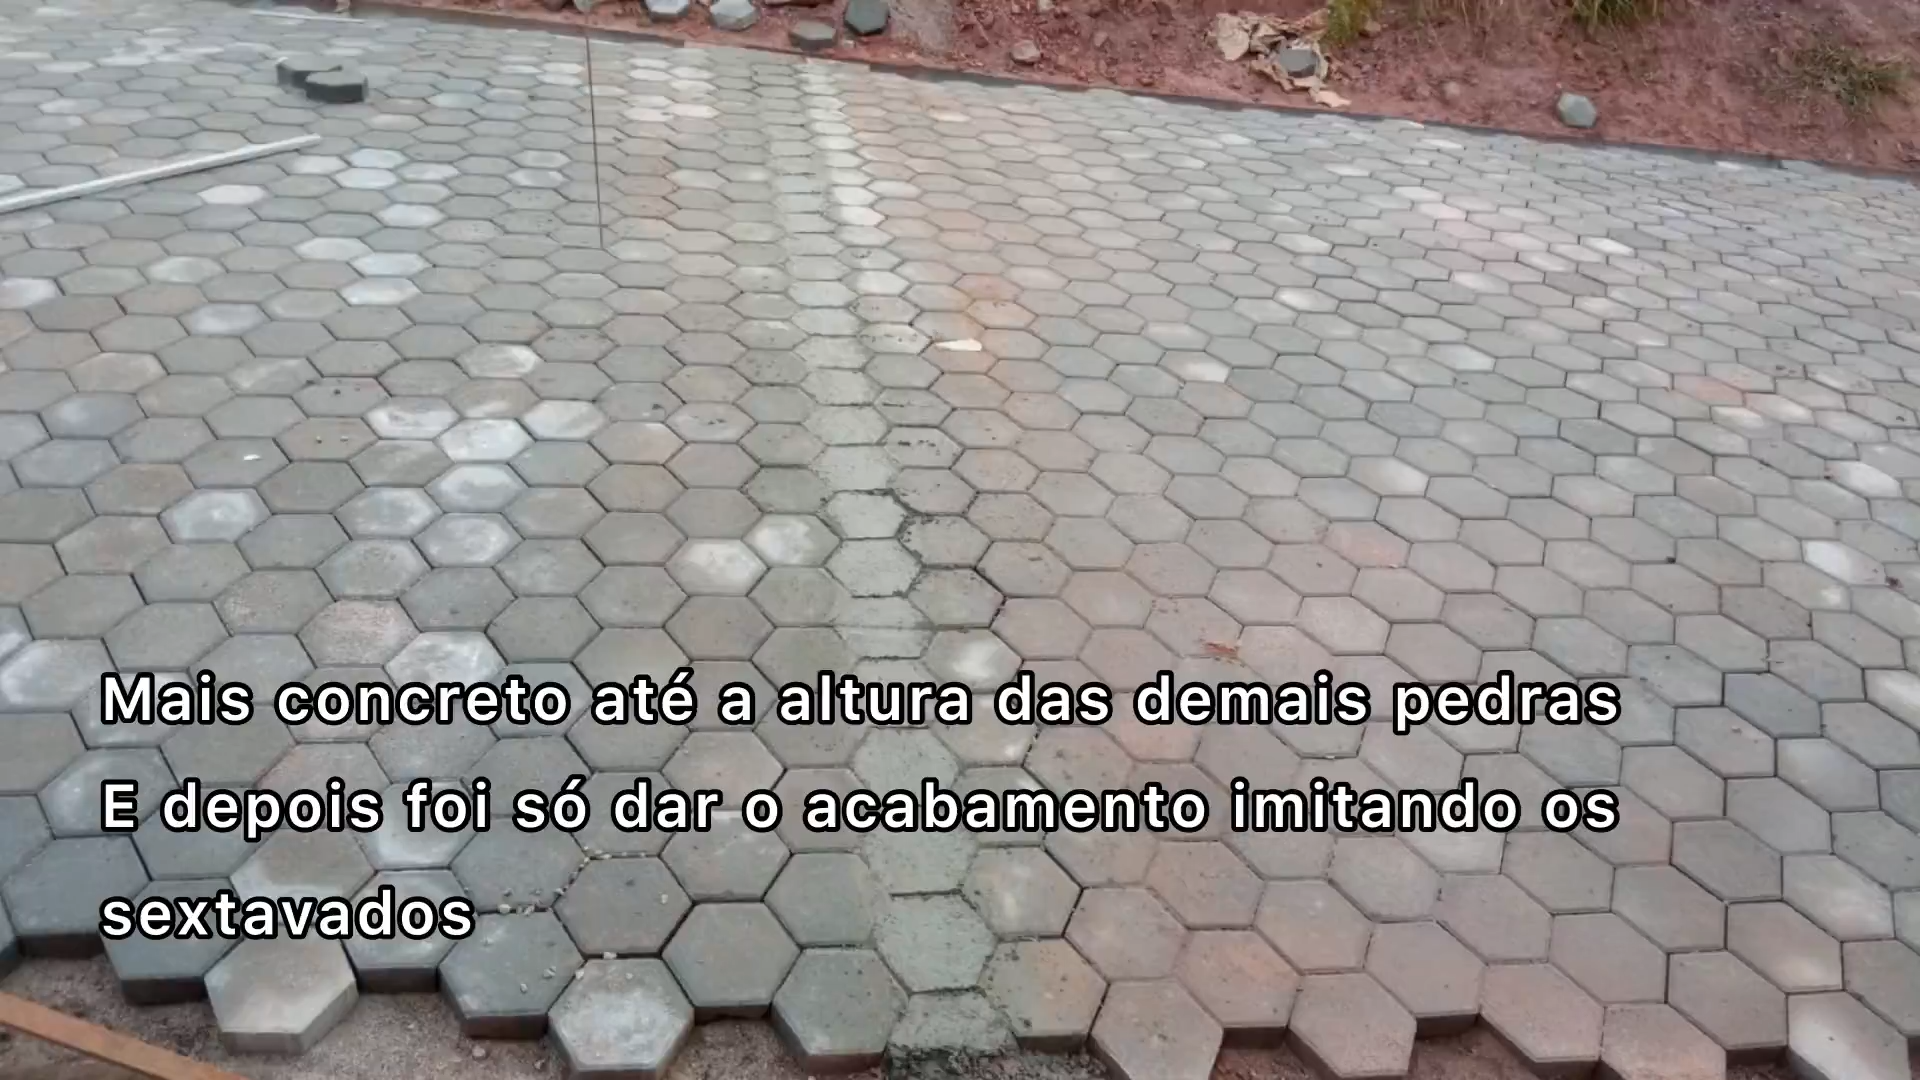 Mais concreto até a altura das demais pedras
E depois foi só dar o acabamento imitando os
sextavados